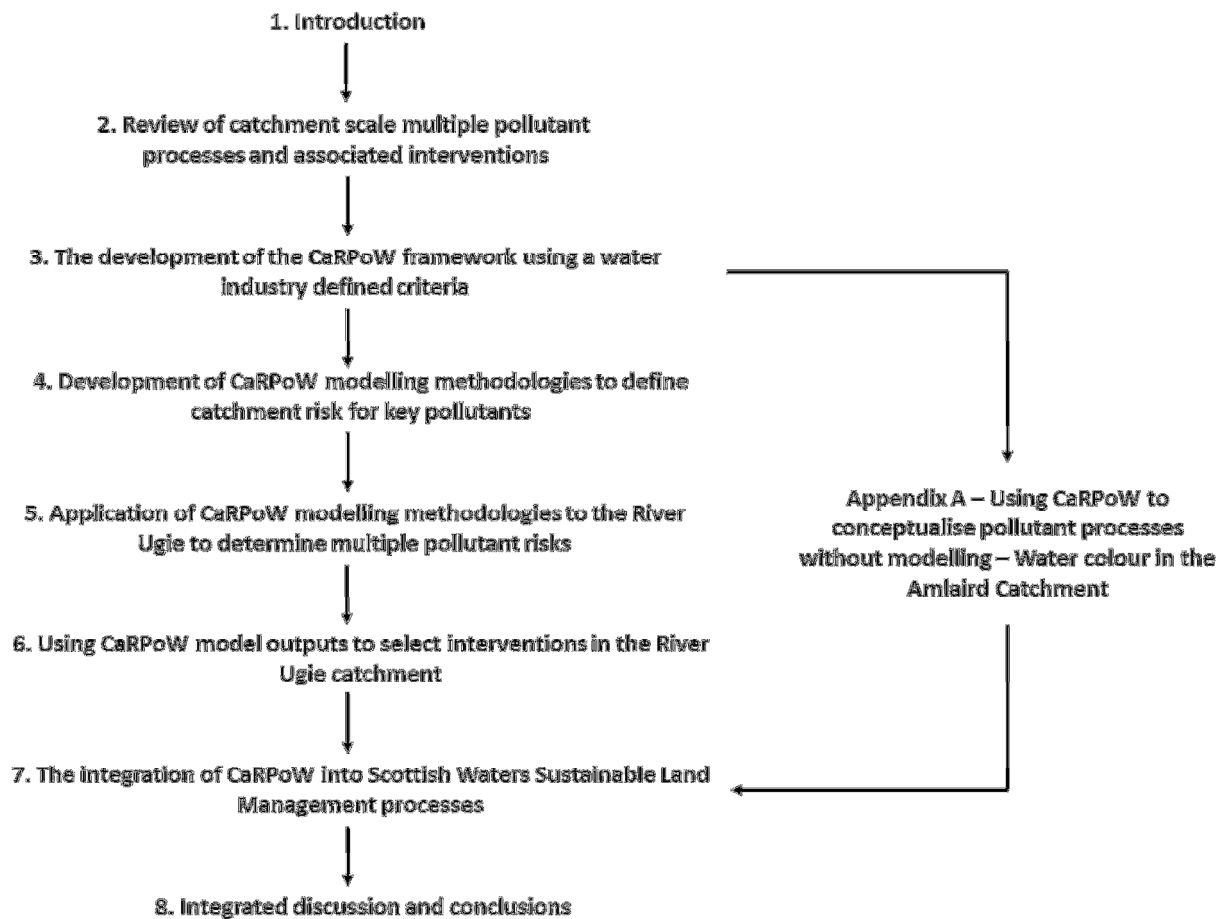 1. Introduction
2. Review of catchment scale multiple pollutant
processes and associated interventions
3. The development of the CaRPoW framework using a water
industry defined criteria
4. Development of CaRPoW modelling methodologies to define
catchment risk for key pollutants
5. Application of CaRPoW modelling methodologies to the River
Ugie to determine multiple pollutant risks
Appendix A – Using CaRPoW to
conceptualise pollutant processes
without modelling – Water colour in the
Amlaird Catchment
6. Using CaRPoW model outputs to select interventions in the River
Ugie catchment
7. The integration of CaRPoW into Scottish Waters Sustainable Land
Management processes
8. Integrated discussion and conclusions